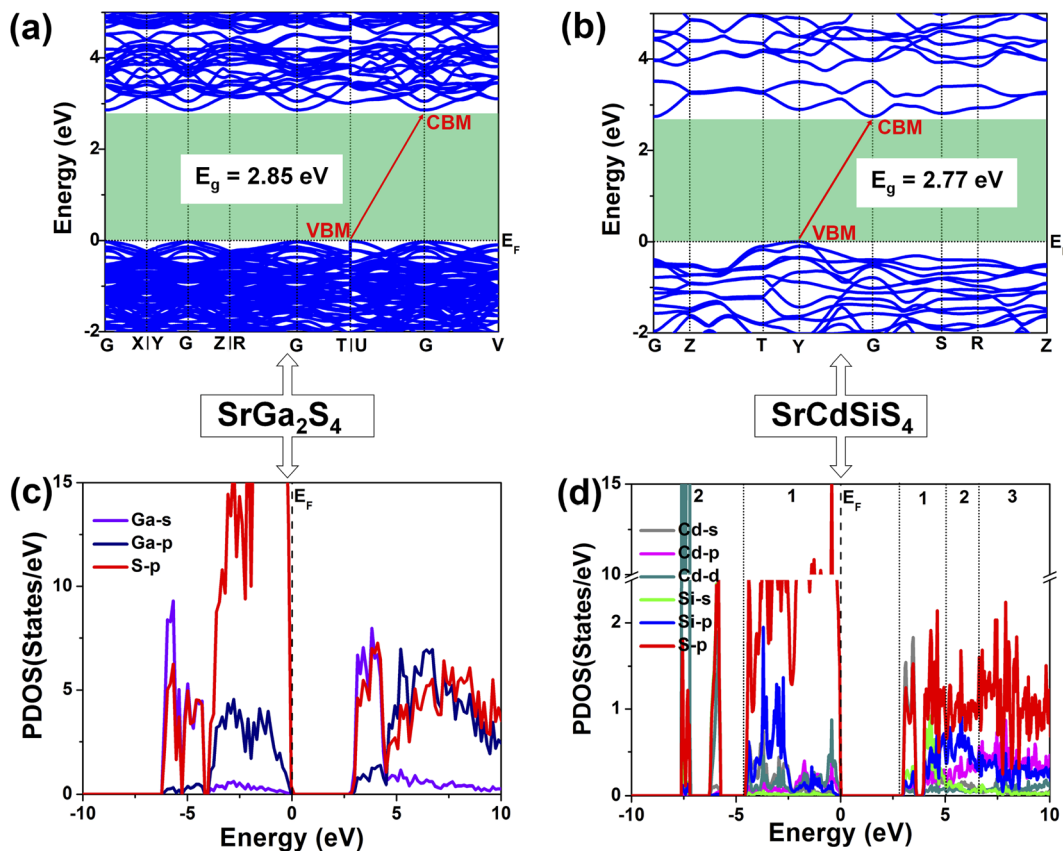 (a)
Energy (eV)
4
2
0
-2
E_g = 2.85 eV
CBM
VBM
E_F
G X|Y G Z|R G T|U G V
(b)
Energy (eV)
4
2
0
-2
E_g = 2.77 eV
CBM
VBM
E
G Z T Y G S R Z
SrGa₂S₄
SrCdSiS₄
(c)
PDOS(States/eV)
15
10
5
0
E_F
Ga-s
Ga-p
S-p
-10 -5 0 5 10
Energy (eV)
(d)
PDOS(States/eV)
15
10
2
1
0
2 1 E_F 1 2 3
Cd-s
Cd-p
Cd-d
Si-s
Si-p
S-p
-10 -5 0 5 10
Energy (eV)